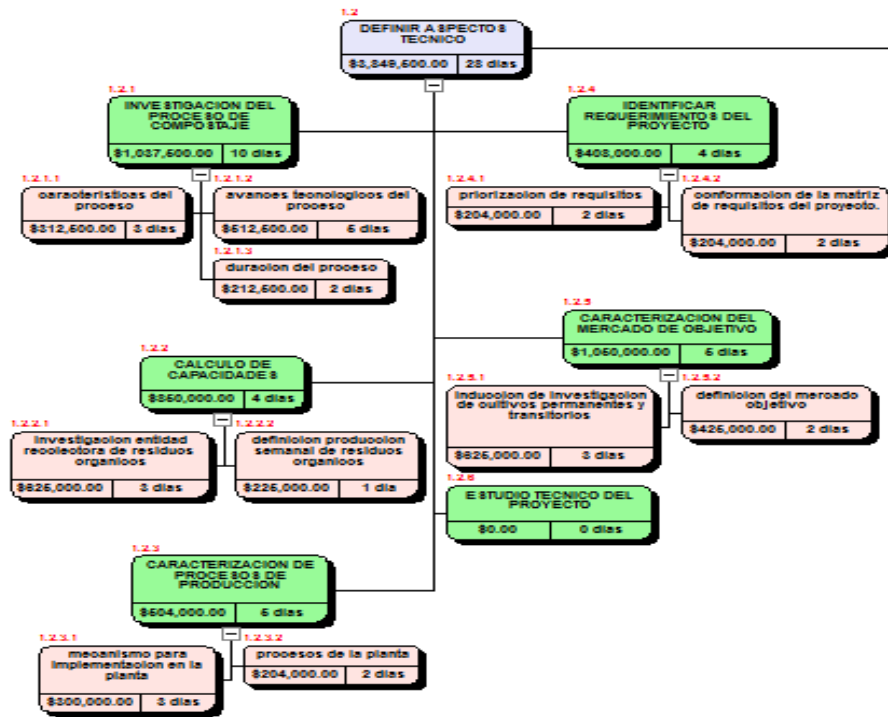 1.2
DEFINIR ASPECTOS
TECNICO
$3,849,500.00 28 dias
1.2.1
INVESTIGACION DEL
PROCESO DE
COMPOSTAJE
$1,037,500.00 10 dias
1.2.1.1
caracteristicas del
proceso
$312,500.00 3 dias
1.2.1.2
avances tecnologicos del
proceso
$512,500.00 5 dias
1.2.1.3
duracion del proceso
$212,500.00 2 dias
1.2.2
CALCULO DE
CAPACIDADES
$850,000.00 4 dias
1.2.2.1
investigacion entidad
recolectora de residuos
organicos
$625,000.00 3 dias
1.2.2.2
definicion produccion
semanal de residuos
organicos
$225,000.00 1 dia
1.2.3
CARACTERIZACION DE
PROCESOS DE
PRODUCCION
$504,000.00 5 dias
1.2.3.1
mecanismo para
implementacion en la
planta
$300,000.00 3 dias
1.2.3.2
procesos de la planta
$204,000.00 2 dias
1.2.4
IDENTIFICAR
REQUERIMIENTOS DEL
PROYECTO
$408,000.00 4 dias
1.2.4.1
priorizacion de requisitos
$204,000.00 2 dias
1.2.4.2
conformacion de la matriz
de requisitos del proyecto.
$204,000.00 2 dias
1.2.5
CARACTERIZACION DEL
MERCADO DE OBJETIVO
$1,050,000.00 5 dias
1.2.5.1
induccion de investigacion
de cultivos permanentes y
transitorios
$625,000.00 3 dias
1.2.5.2
definicion del mercado
objetivo
$425,000.00 2 dias
1.2.6
ESTUDIO TECNICO DEL
PROYECTO
$0.00 0 dias